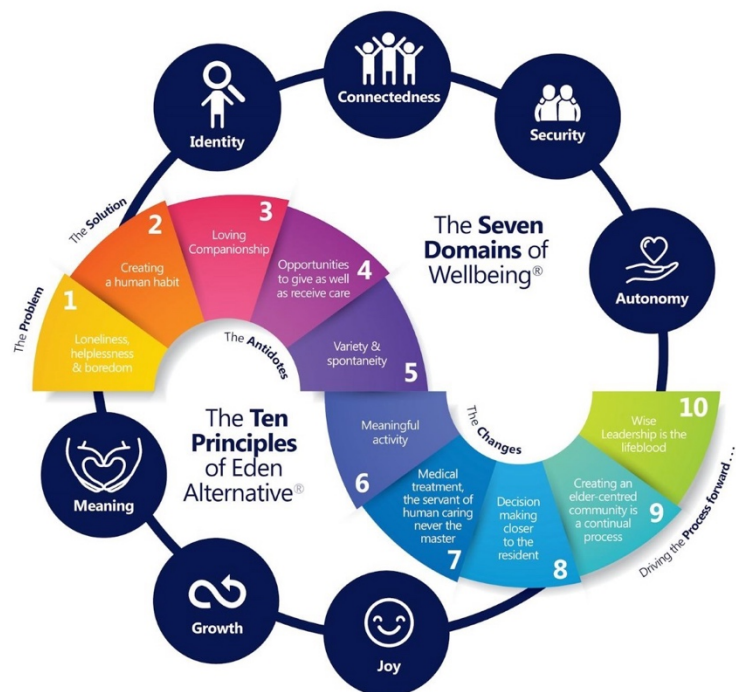 Identity
Connectedness
Security
Autonomy
The Seven
Domains of
Wellbeing®
The Problem
The Solution
The Antidotes
The Changes
Driving the Process forward . . .
1
Loneliness,
helplessness
& boredom
2
Creating
a human habit
3
Loving
Companionship
4
Opportunities
to give as well
as receive care
5
Variety &
spontaneity
The Ten
Principles
of Eden
Alternative®
Meaningful
activity
6
Medical
treatment,
the servant of
human caring
never the
master
7
Decision
making
closer
to the
resident
8
Creating an
elder-centred
community is
a continual
process
9
10
Wise
Leadership is the
lifeblood
Meaning
Growth
Joy